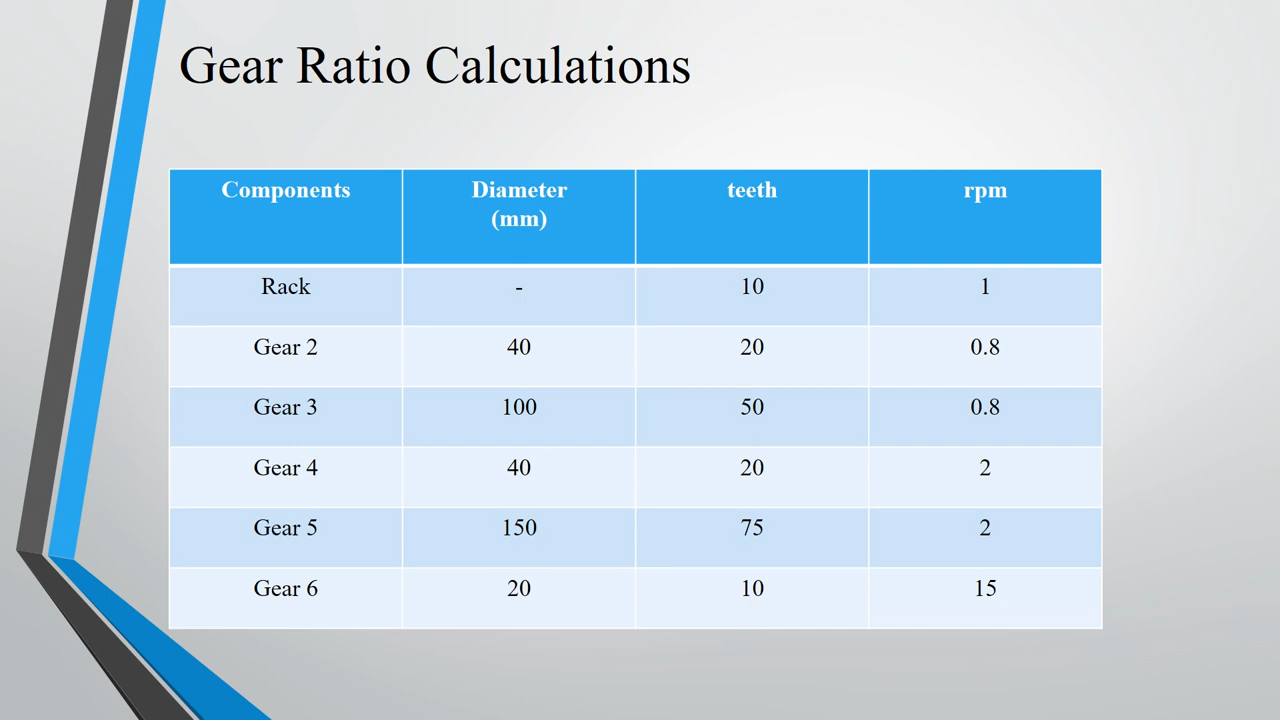 Gear Ratio Calculations
Components Diameter (mm) teeth rpm
Rack - 10 1
Gear 2 40 20 0.8
Gear 3 100 50 0.8
Gear 4 40 20 2
Gear 5 150 75 2
Gear 6 20 10 15